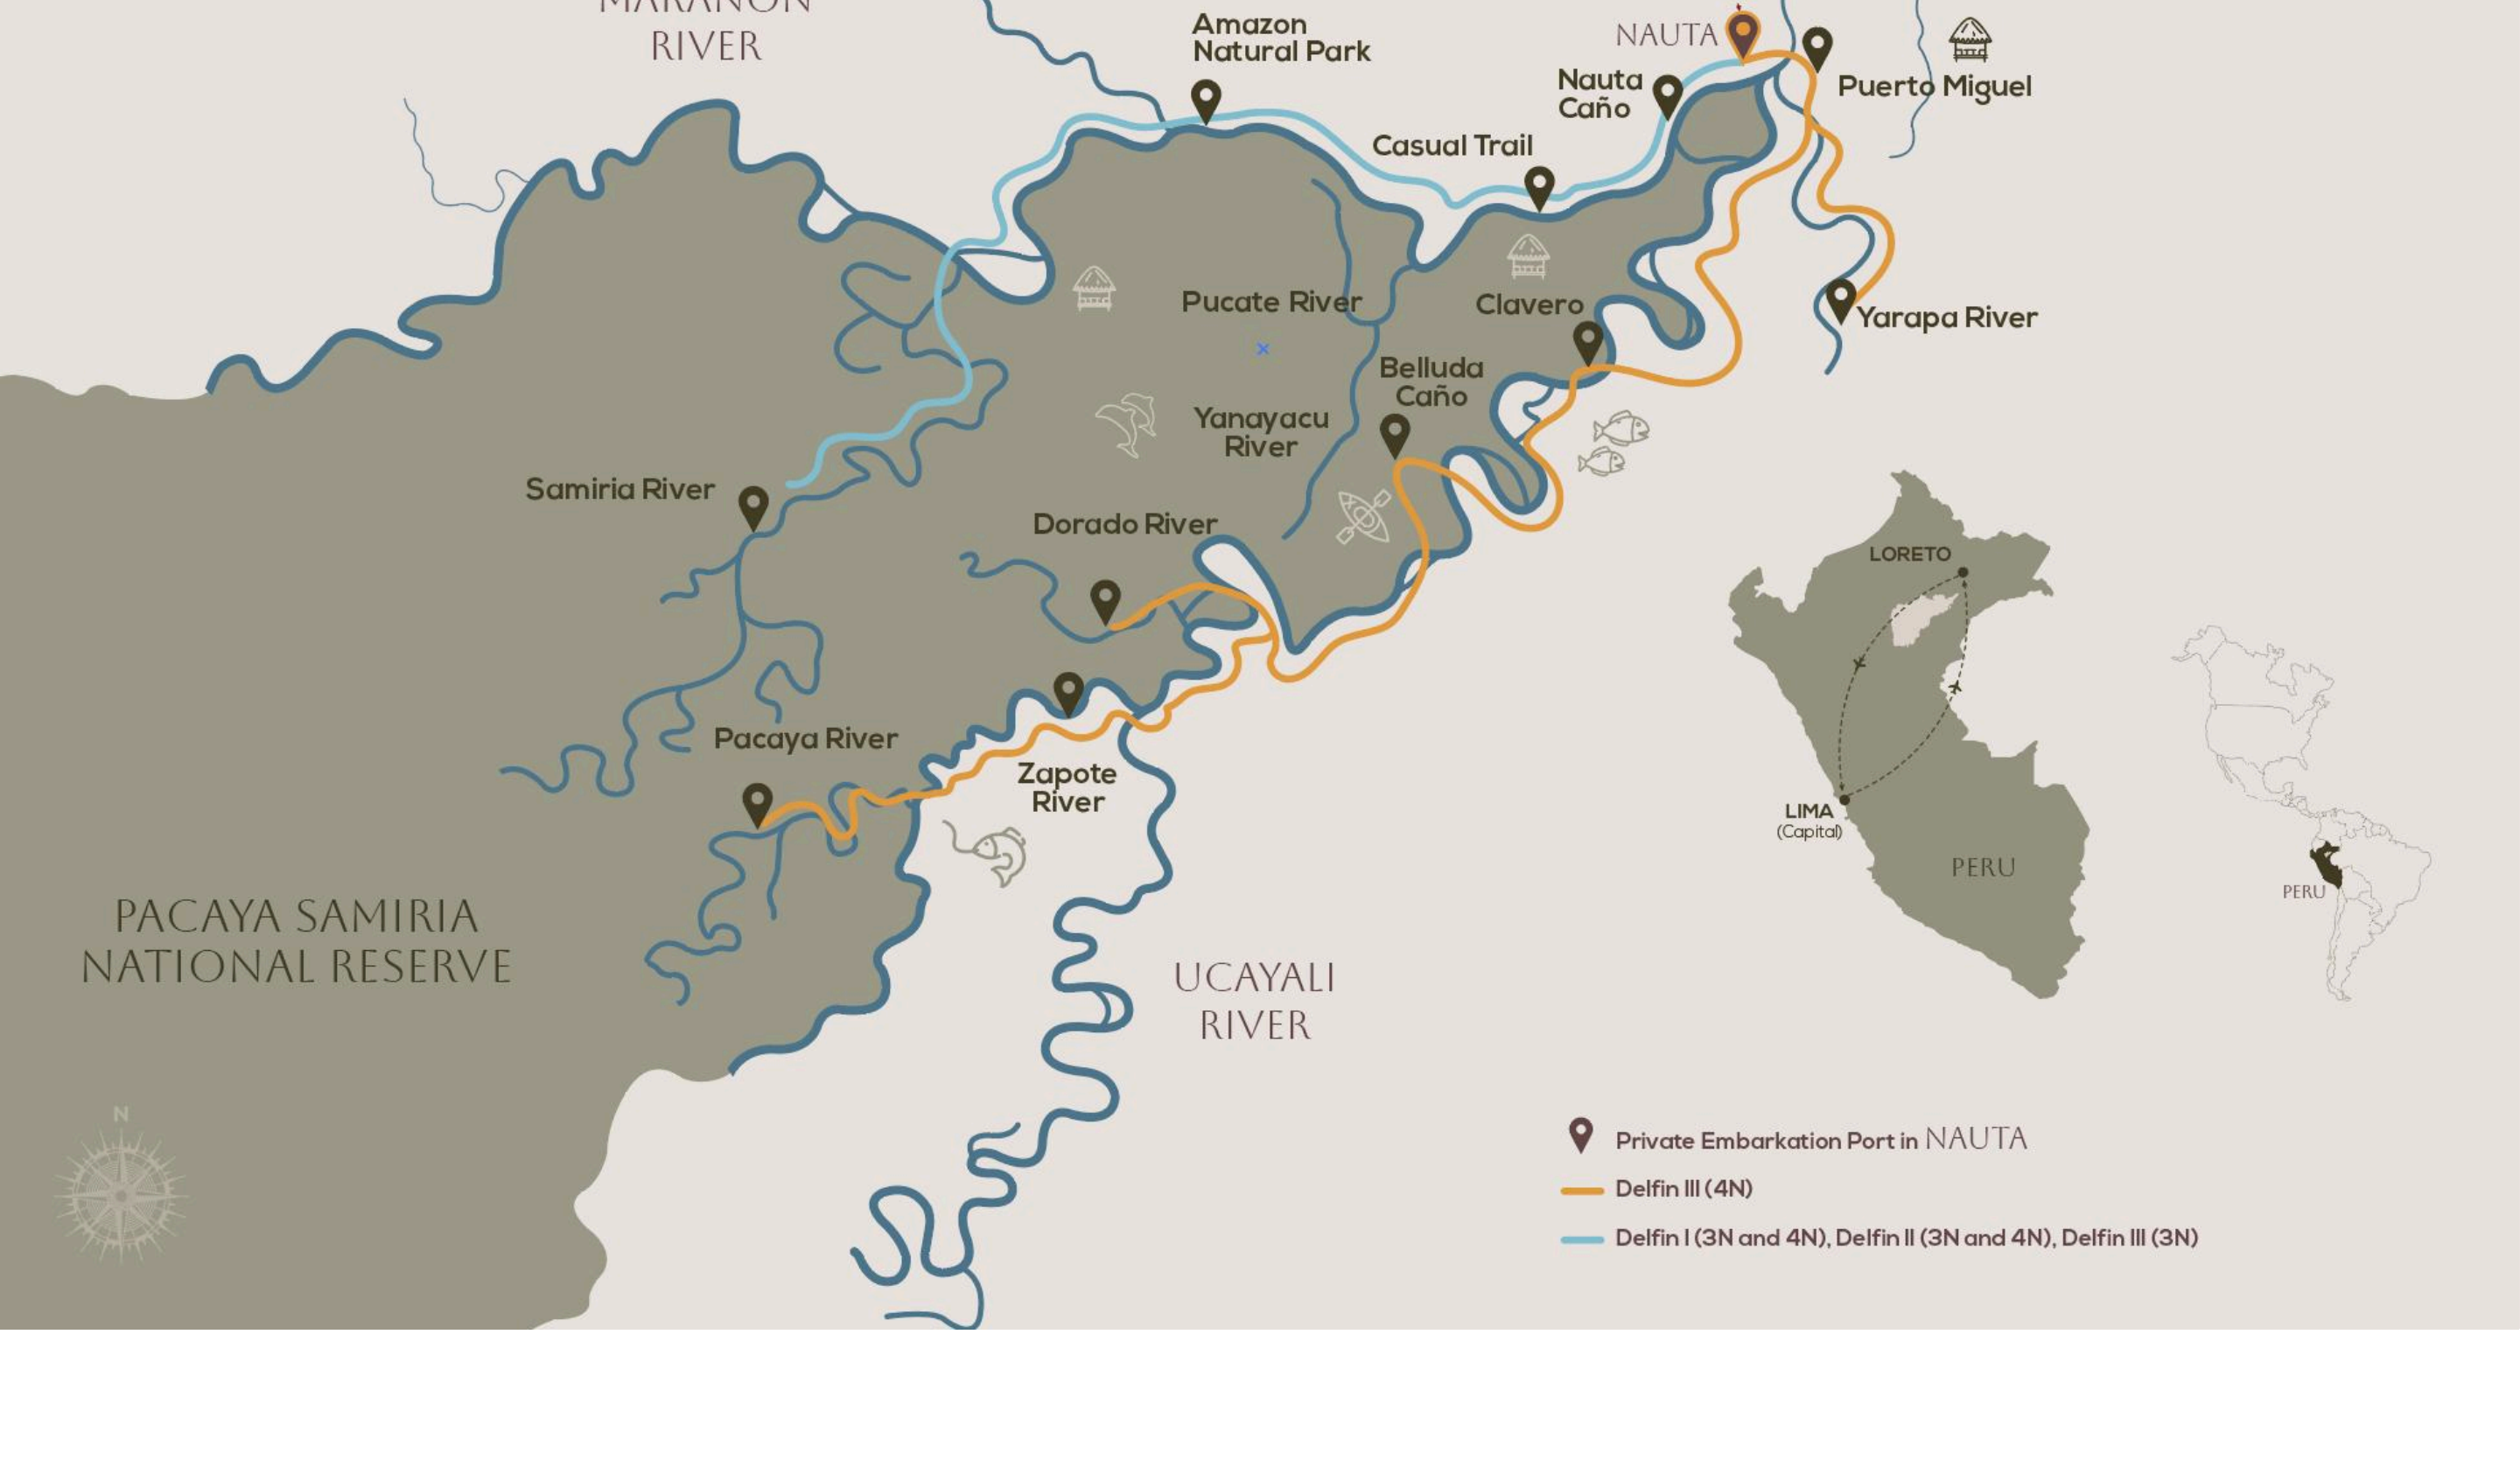 MARAÑON
RIVER
Amazon
Natural Park
NAUTA
Nauta
Caño
Puerto Miguel
Casual Trail
Pucate River
Clavero
Yarapa River
Belluda
Caño
Yanayacu
River
Samiria River
Dorado River
LORETO
Pacaya River
Zapote
River
LIMA
(Capital)
PERU
PERU
PACAYA SAMIRIA
NATIONAL RESERVE
UCAYALI
RIVER
N
Private Embarkation Port in NAUTA
Delfin III (4N)
Delfin I (3N and 4N), Delfin II (3N and 4N), Delfin III (3N)